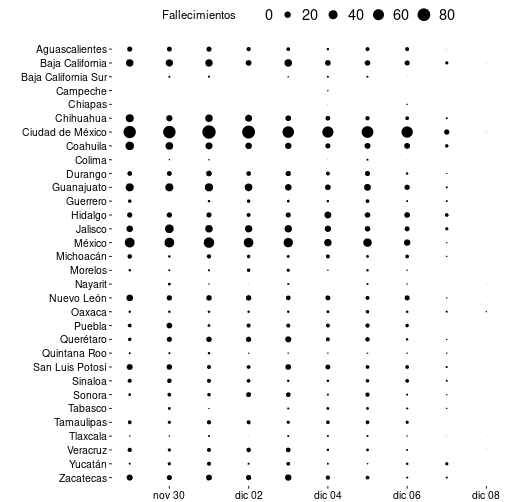 Fallecimientos 0 20 40 60 80
Aguascalientes
Baja California
Baja California Sur
Campeche
Chiapas
Chihuahua
Ciudad de México
Coahuila
Colima
Durango
Guanajuato
Guerrero
Hidalgo
Jalisco
México
Michoacán
Morelos
Nayarit
Nuevo León
Oaxaca
Puebla
Querétaro
Quintana Roo
San Luis Potosí
Sinaloa
Sonora
Tabasco
Tamaulipas
Tlaxcala
Veracruz
Yucatán
Zacatecas
nov 30 dic 02 dic 04 dic 06 dic 08